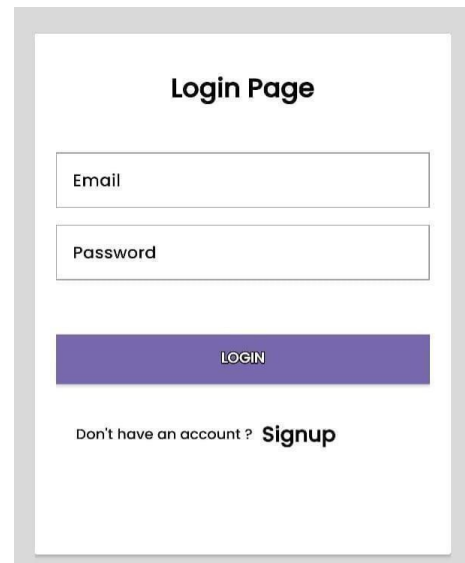 Login Page
Email
Password
LOGIN
Don't have an account ? Signup